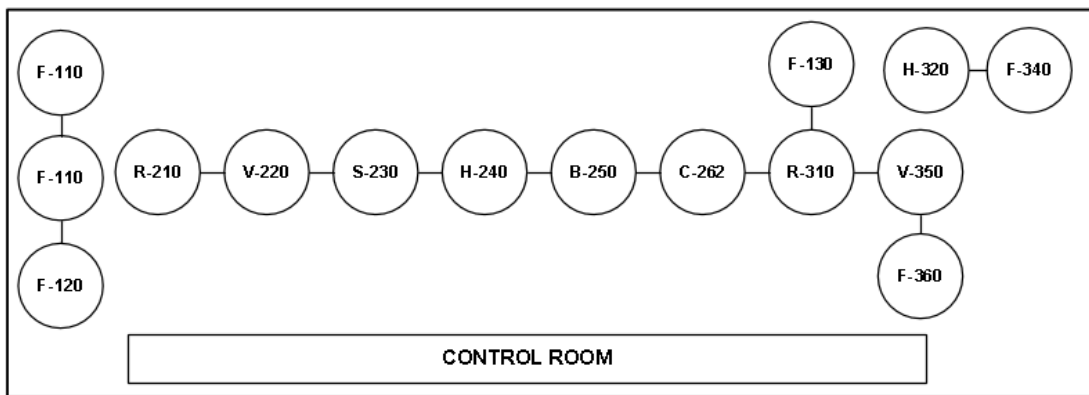 F-110
F-130
H-320
F-340
F-110
R-210
V-220
S-230
H-240
B-250
C-262
R-310
V-350
F-120
F-360
CONTROL ROOM